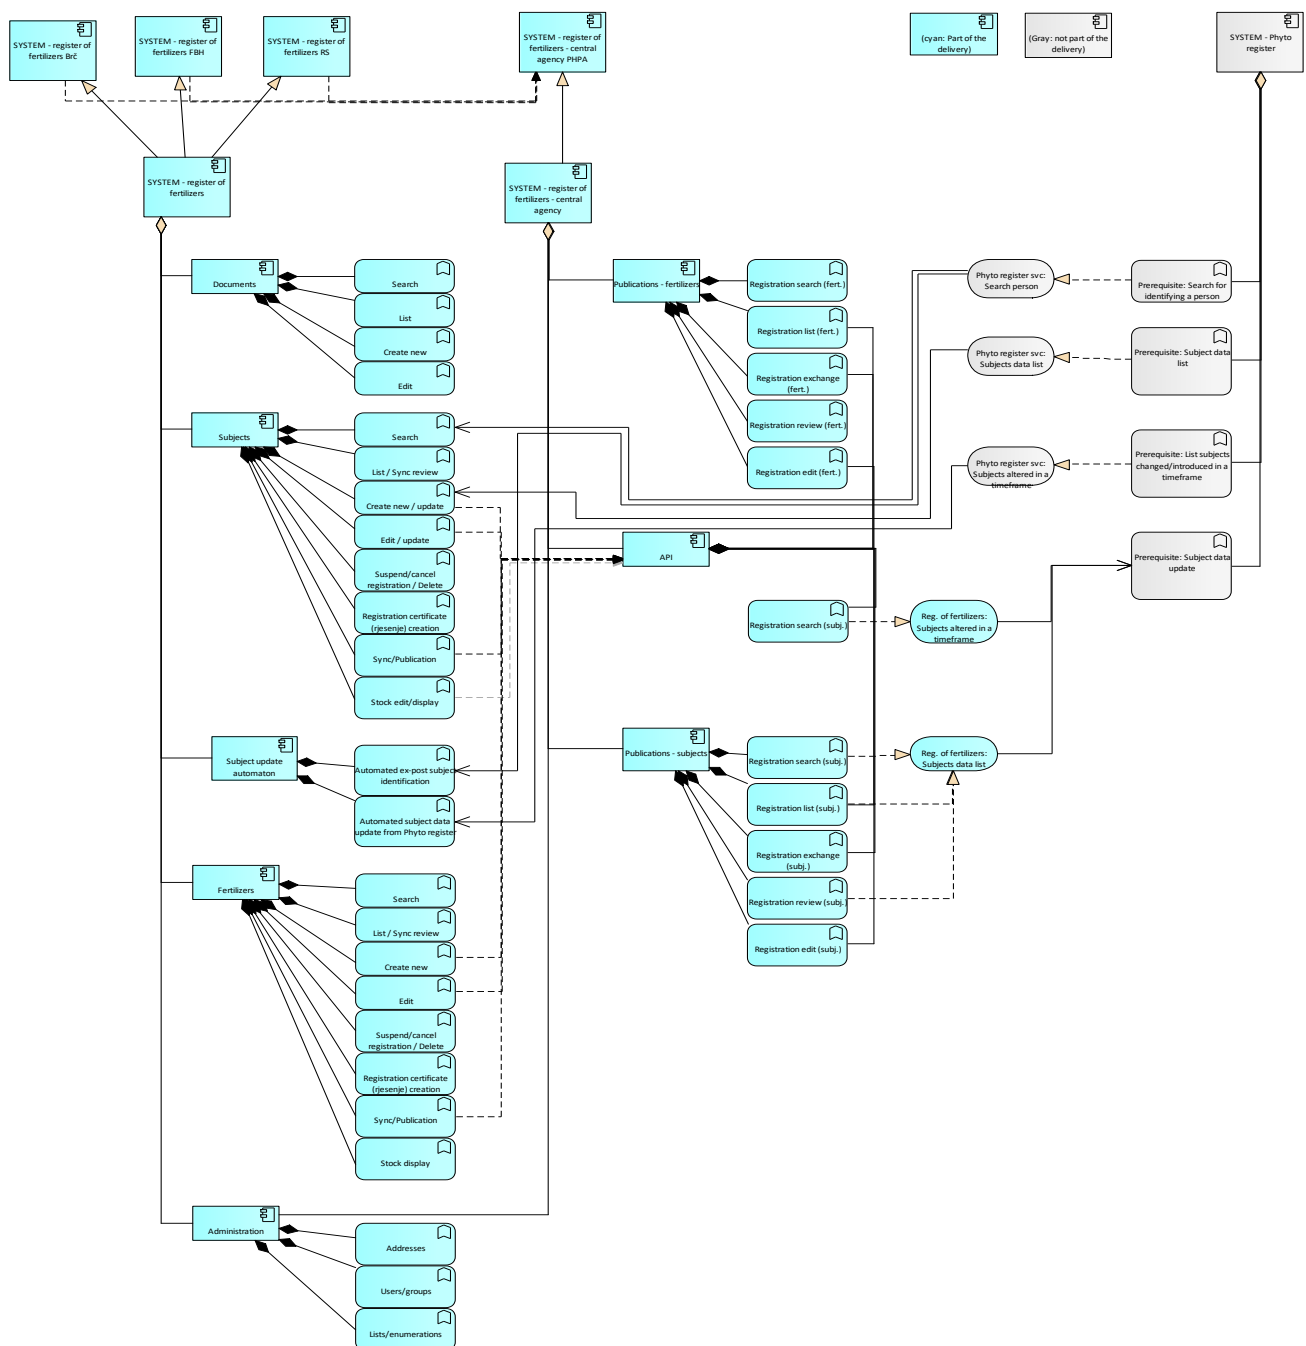 SYSTEM - register of
fertilizers Brč
SYSTEM - register of
fertilizers FBH
SYSTEM - register of
fertilizers RS
SYSTEM - register of
fertilizers - central
agency PHPA
(cyan: Part of the
delivery)
(Gray: not part of the
delivery)
SYSTEM - Phyto
register
SYSTEM - register of
fertilizers
SYSTEM - register of
fertilizers - central
agency
Documents
Search
List
Create new
Edit
Publications - fertilizers
Registration search (fert.)
Registration list (fert.)
Registration exchange
(fert.)
Registration review (fert.)
Registration edit (fert.)
Phyto register svc:
Search person
Prerequisite: Search for
identifying a person
Phyto register svc:
Subjects data list
Prerequisite: Subject data
list
Phyto register svc:
Subjects altered in a
timeframe
Prerequisite: List subjects
changed/introduced in a
timeframe
Prerequisite: Subject data
update
Subjects
Search
List / Sync review
Create new / update
Edit / update
Suspend/cancel
registration / Delete
Registration certificate
(rjesenje) creation
Sync/Publication
Stock edit/display
API
Registration search (subj.)
Reg. of fertilizers:
Subjects altered in a
timeframe
Subject update
automaton
Automated ex-post subject
identification
Automated subject data
update from Phyto register
Publications - subjects
Registration search (subj.)
Registration list (subj.)
Registration exchange
(subj.)
Registration review (subj.)
Registration edit (subj.)
Reg. of fertilizers:
Subjects data list
Fertilizers
Search
List / Sync review
Create new
Edit
Suspend/cancel
registration / Delete
Registration certificate
(rjesenje) creation
Sync/Publication
Stock display
Administration
Addresses
Users/groups
Lists/enumerations